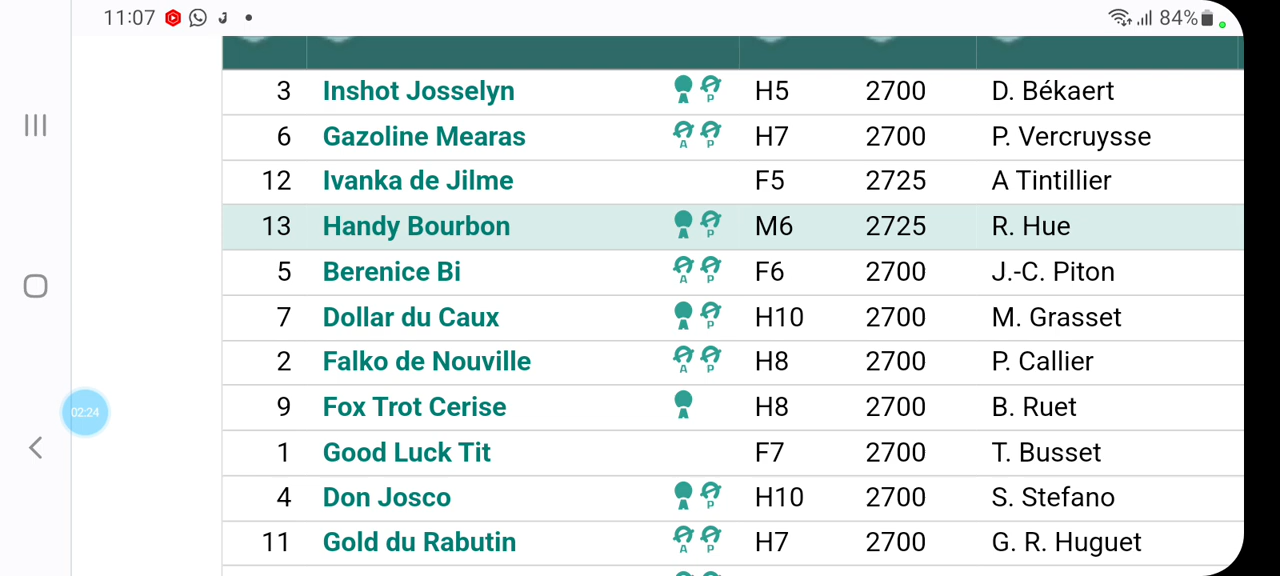 11:07 84%
3 Inshot Josselyn A P H5 2700 D. Békaert
6 Gazoline Mearas A P H7 2700 P. Vercruysse
12 Ivanka de Jilme F5 2725 A Tintillier
13 Handy Bourbon A P M6 2725 R. Hue
5 Berenice Bi A P F6 2700 J.-C. Piton
7 Dollar du Caux A P H10 2700 M. Grasset
2 Falko de Nouville A P H8 2700 P. Callier
02:24
9 Fox Trot Cerise A H8 2700 B. Ruet
1 Good Luck Tit F7 2700 T. Busset
4 Don Josco A P H10 2700 S. Stefano
11 Gold du Rabutin A P H7 2700 G. R. Huguet